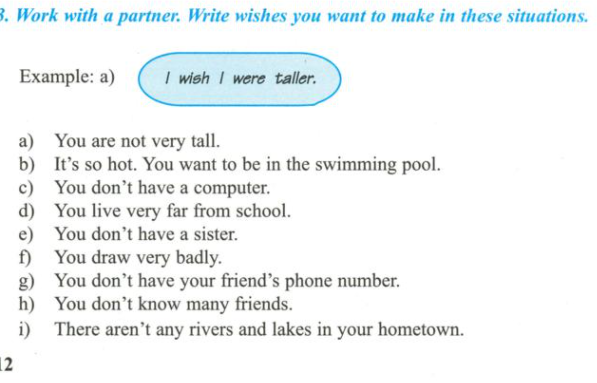 3. Work with a partner. Write wishes you want to make in these situations.
Example: a) I wish I were taller.
a) You are not very tall.
b) It's so hot. You want to be in the swimming pool.
c) You don't have a computer.
d) You live very far from school.
e) You don't have a sister.
f) You draw very badly.
g) You don't have your friend's phone number.
h) You don't know many friends.
i) There aren't any rivers and lakes in your hometown.
12